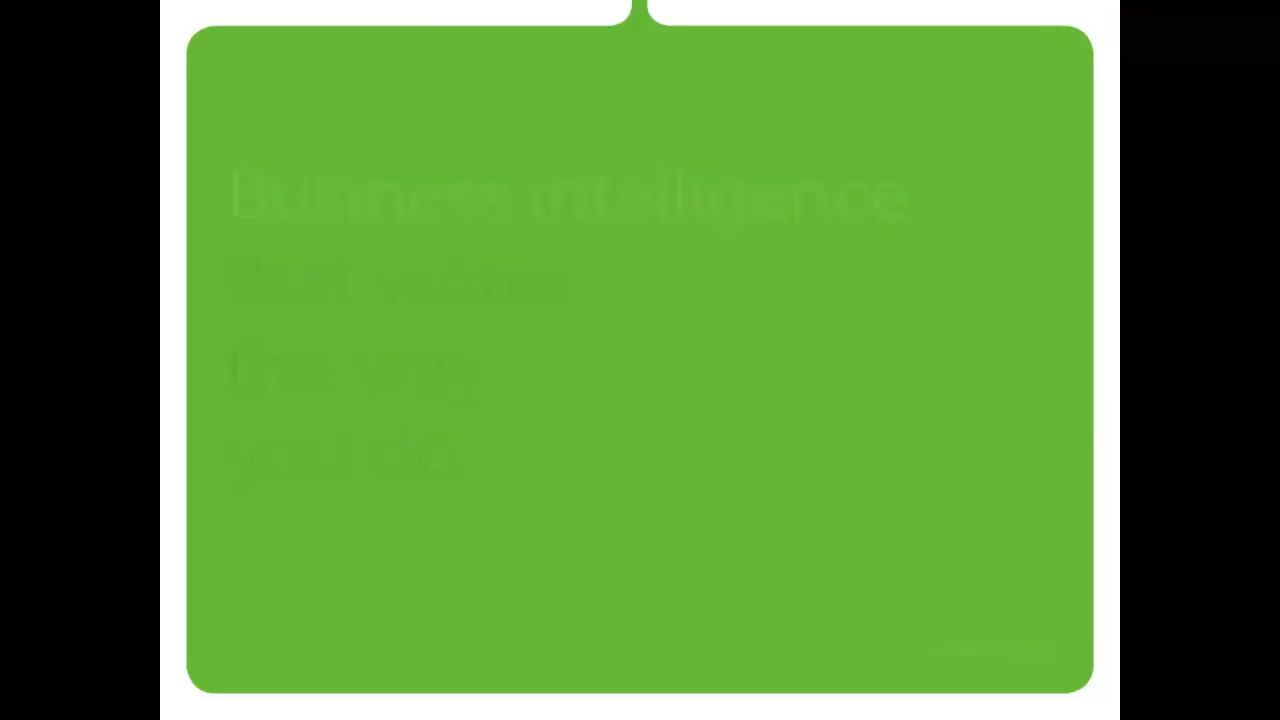 Business intelligence
that works
the way
you do